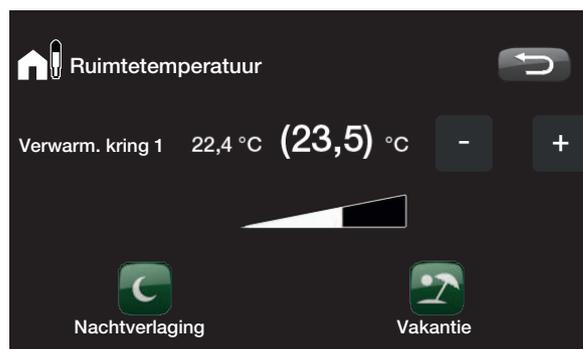 Ruimtetemperatuur
Verwarm. kring 1 22,4 °C (23,5) °C - +
Nachtverlaging Vakantie